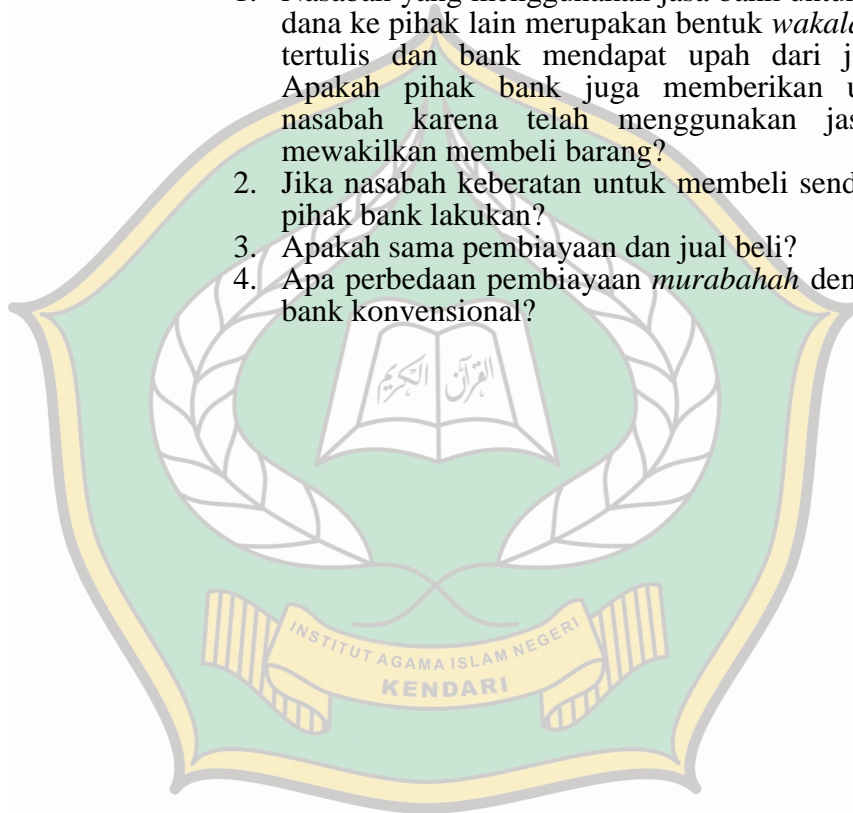 dana ke pihak lain merupakan bentuk
tertulis dan bank mendapat upah dari
Apakah pihak bank juga memberikan
nasabah karena telah menggunakan
mewakilkan membeli barang?
2. Jika nasabah keberatan untuk membeli
pihak bank lakukan?
3. Apakah sama pembiayaan dan jual beli?
4. Apa perbedaan pembiayaan murabahah
bank konvensional?
القرآن الكريم
INSTITUT AGAMA ISLAM NEGERI
KENDARI